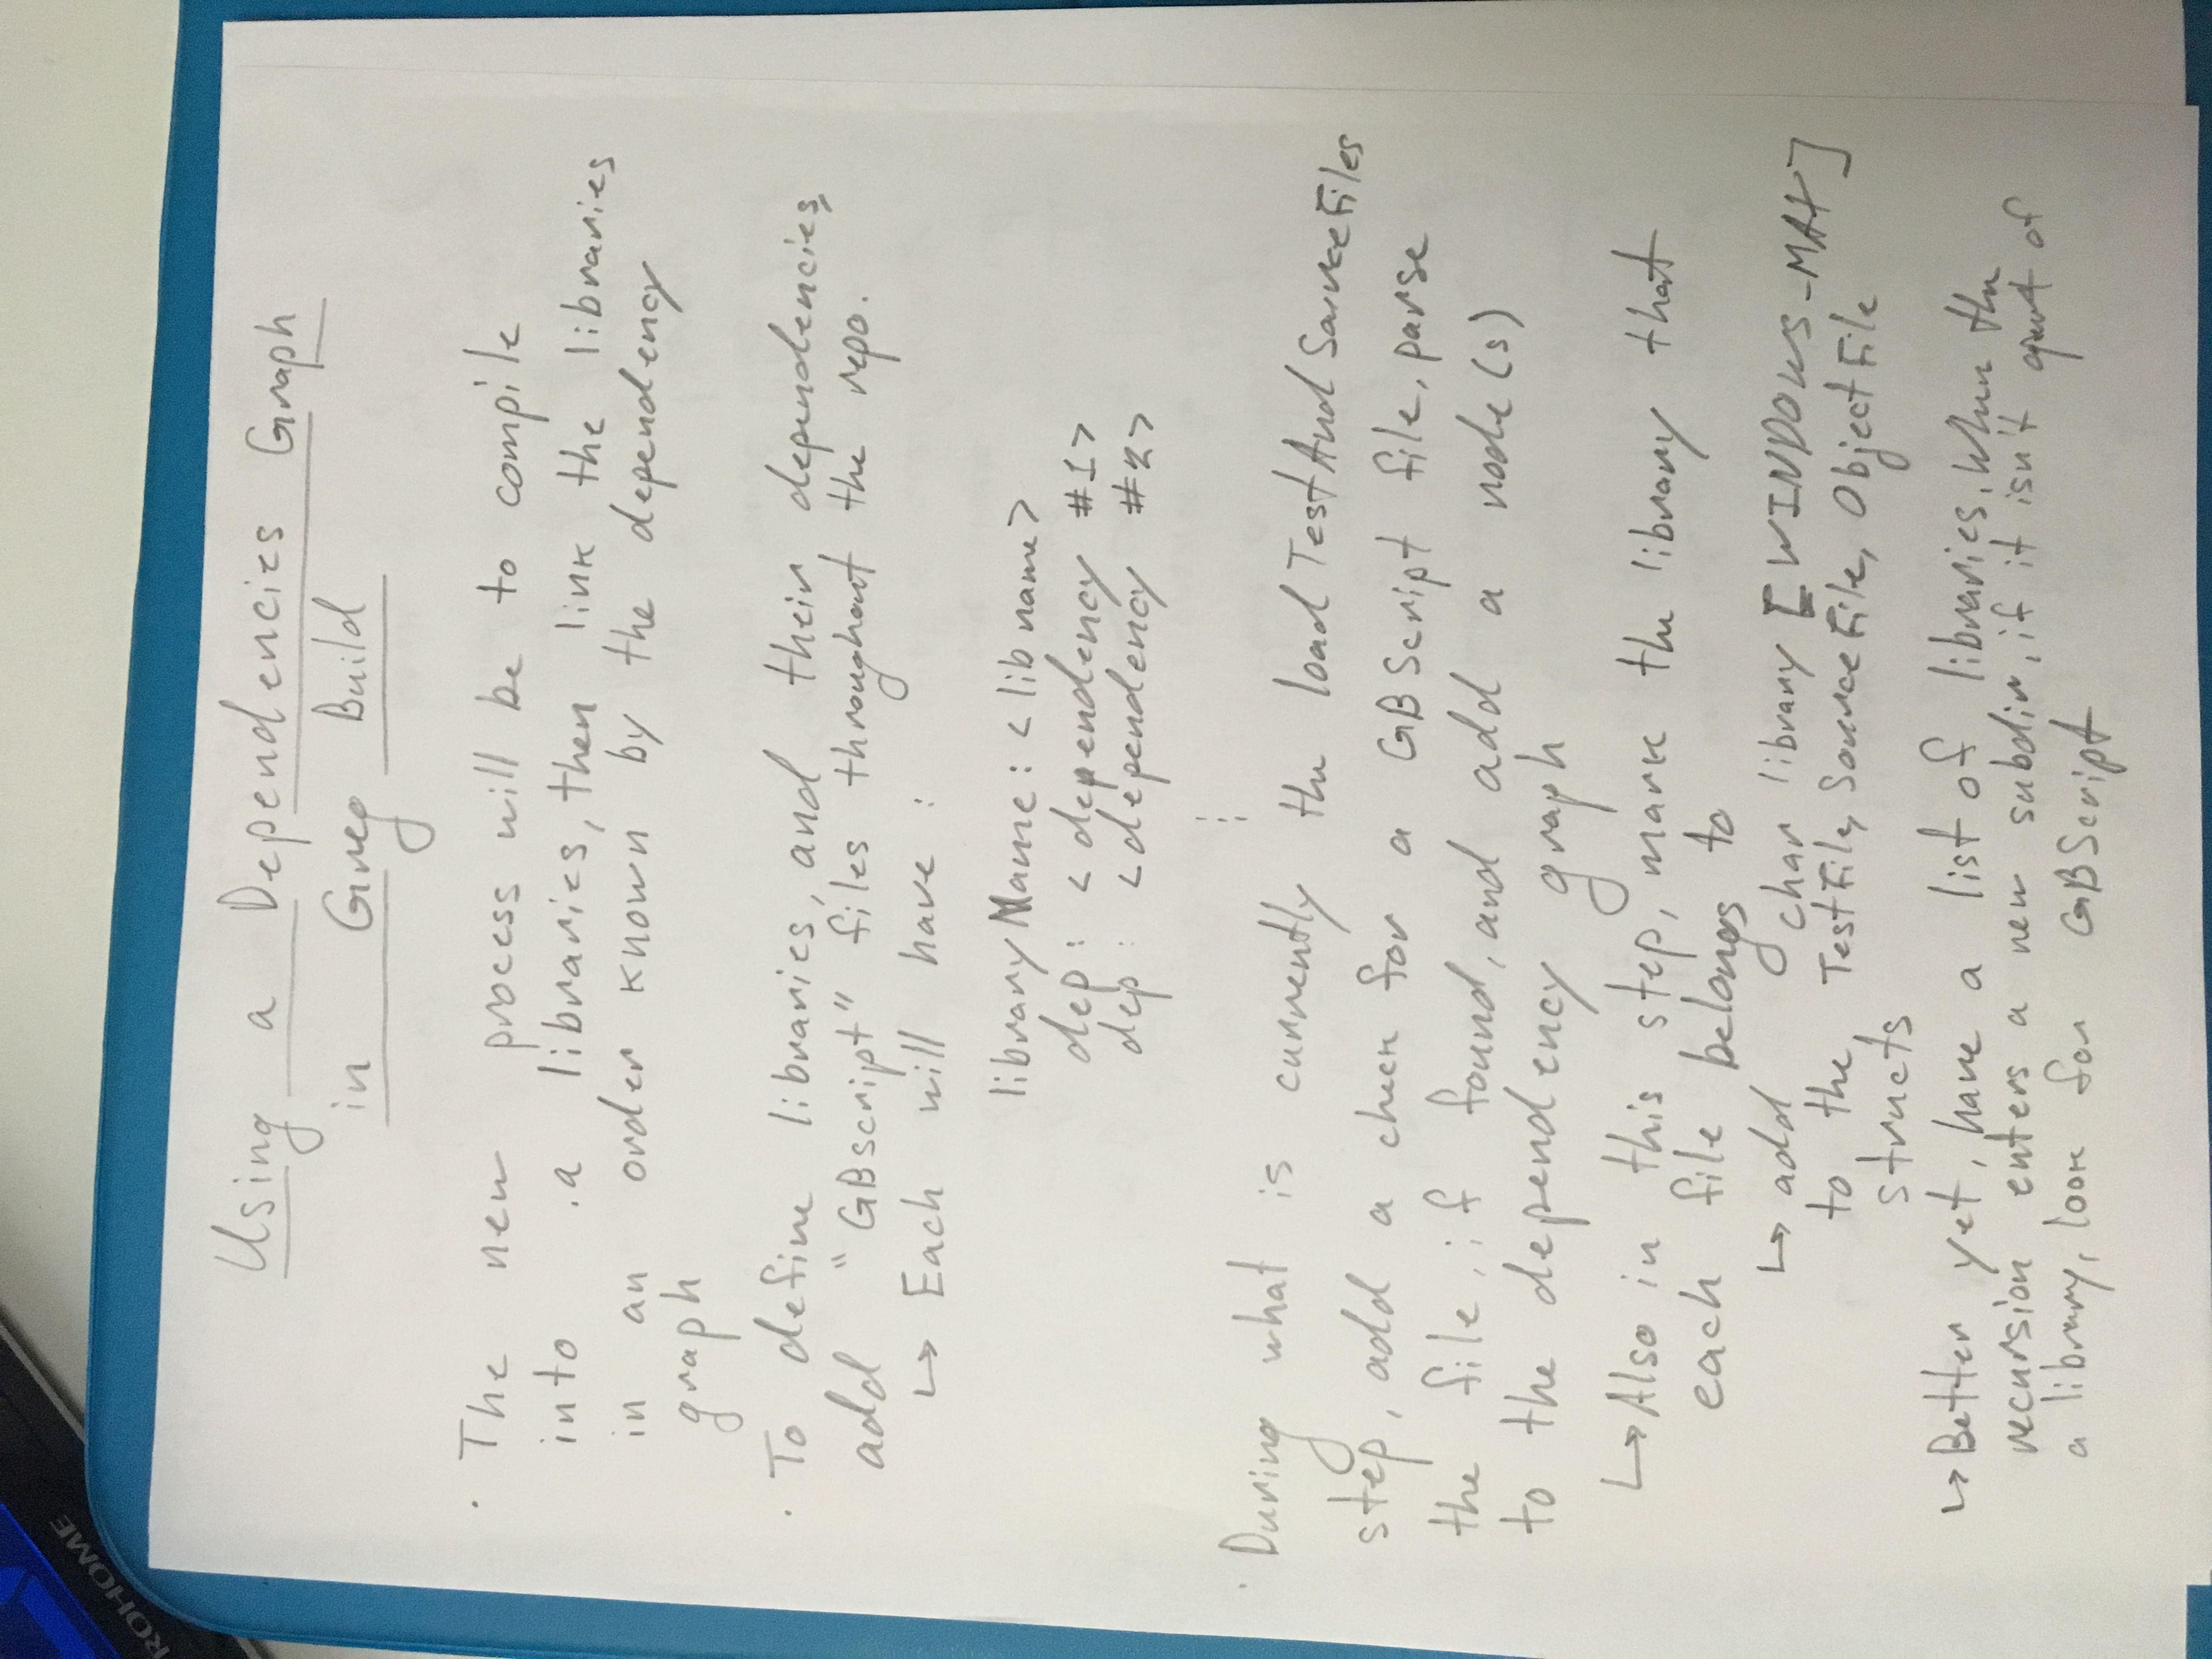 ROHOME
Using a Dependencies Graph
in Greg Build
· The new process will be to compile
into .a libraries, then link the libraries
in an order known by the dependency
graph
· To define libraries, and their dependencies,
add "GBscript" files throughout the repo.
↳ Each will have :
libraryName: <lib name>
dep: <dependency #1>
dep: <dependency #2>
⋮
· During what is currently the loadTestAndSourceFiles
step, add a check for a GBScript file, parse
the file, if found, and add a node(s)
to the dependency graph
↳ Also in this step, mark the library that
each file belongs to
↳ add char library [WINDOWS_MAX]
to the TestFile, SourceFile, ObjectFile
structs
↳ Better yet, have a list of libraries. When the
recursion enters a new subdir, if it isn't apart of
a library, look for GBScript